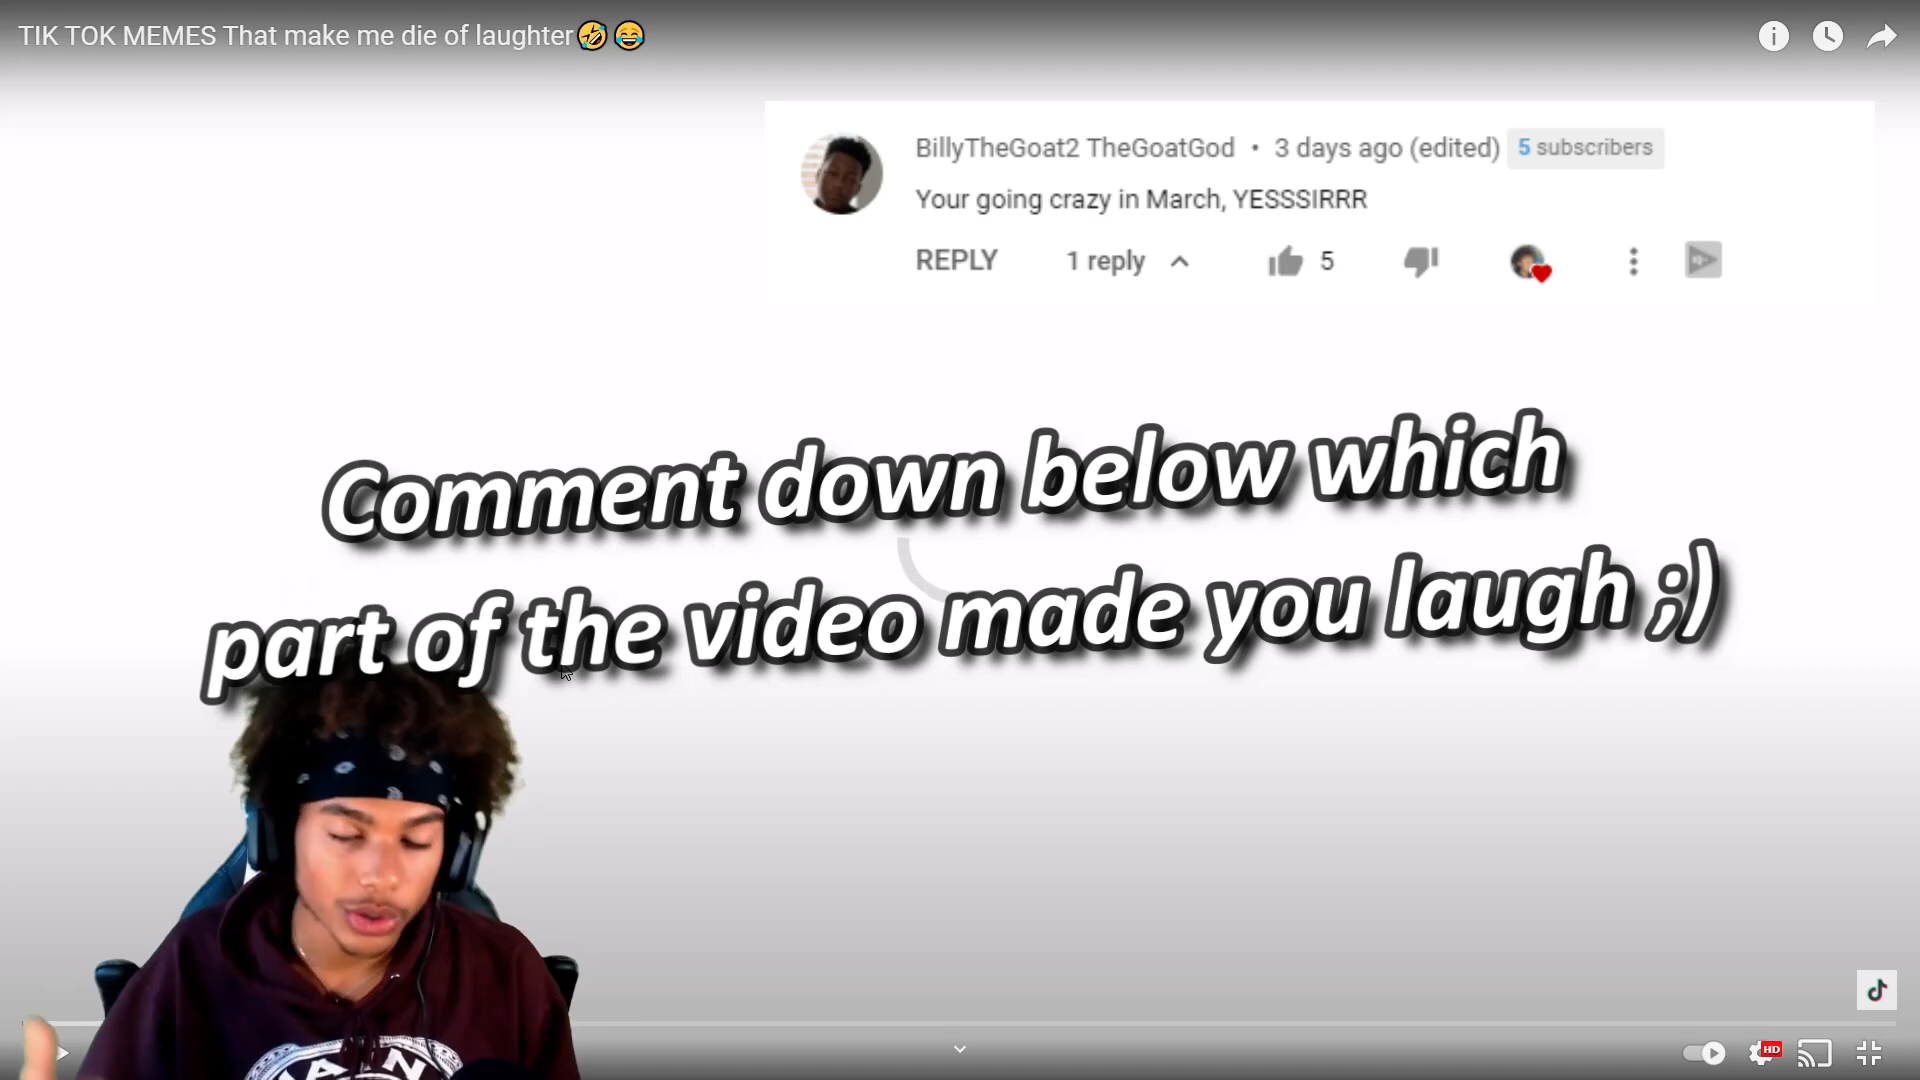 TIK TOK MEMES That make me die of laughter🤣😂
BillyTheGoat2 TheGoatGod • 3 days ago (edited) 5 subscribers
Your going crazy in March, YESSSIRRR
REPLY 1 reply 5
Comment down below which
part of the video made you laugh ;)
HD